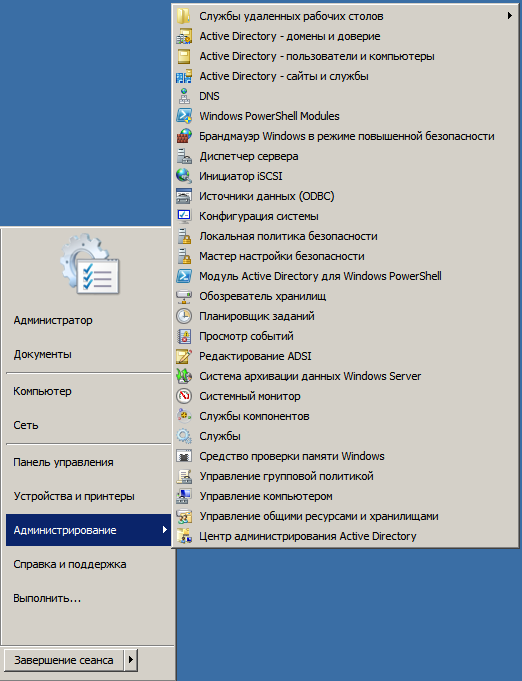 Службы удаленных рабочих столов
Active Directory - домены и доверие
Active Directory - пользователи и компьютеры
Active Directory - сайты и службы
DNS
Windows PowerShell Modules
Брандмауэр Windows в режиме повышенной безопасности
Диспетчер сервера
Инициатор iSCSI
Источники данных (ODBC)
Конфигурация системы
Локальная политика безопасности
Мастер настройки безопасности
Модуль Active Directory для Windows PowerShell
Обозреватель хранилищ
Планировщик заданий
Просмотр событий
Редактирование ADSI
Система архивации данных Windows Server
Системный монитор
Службы компонентов
Службы
Средство проверки памяти Windows
Управление групповой политикой
Управление компьютером
Управление общими ресурсами и хранилищами
Центр администрирования Active Directory
Администратор
Документы
Компьютер
Сеть
Панель управления
Устройства и принтеры
Администрирование
Справка и поддержка
Выполнить...
Завершение сеанса